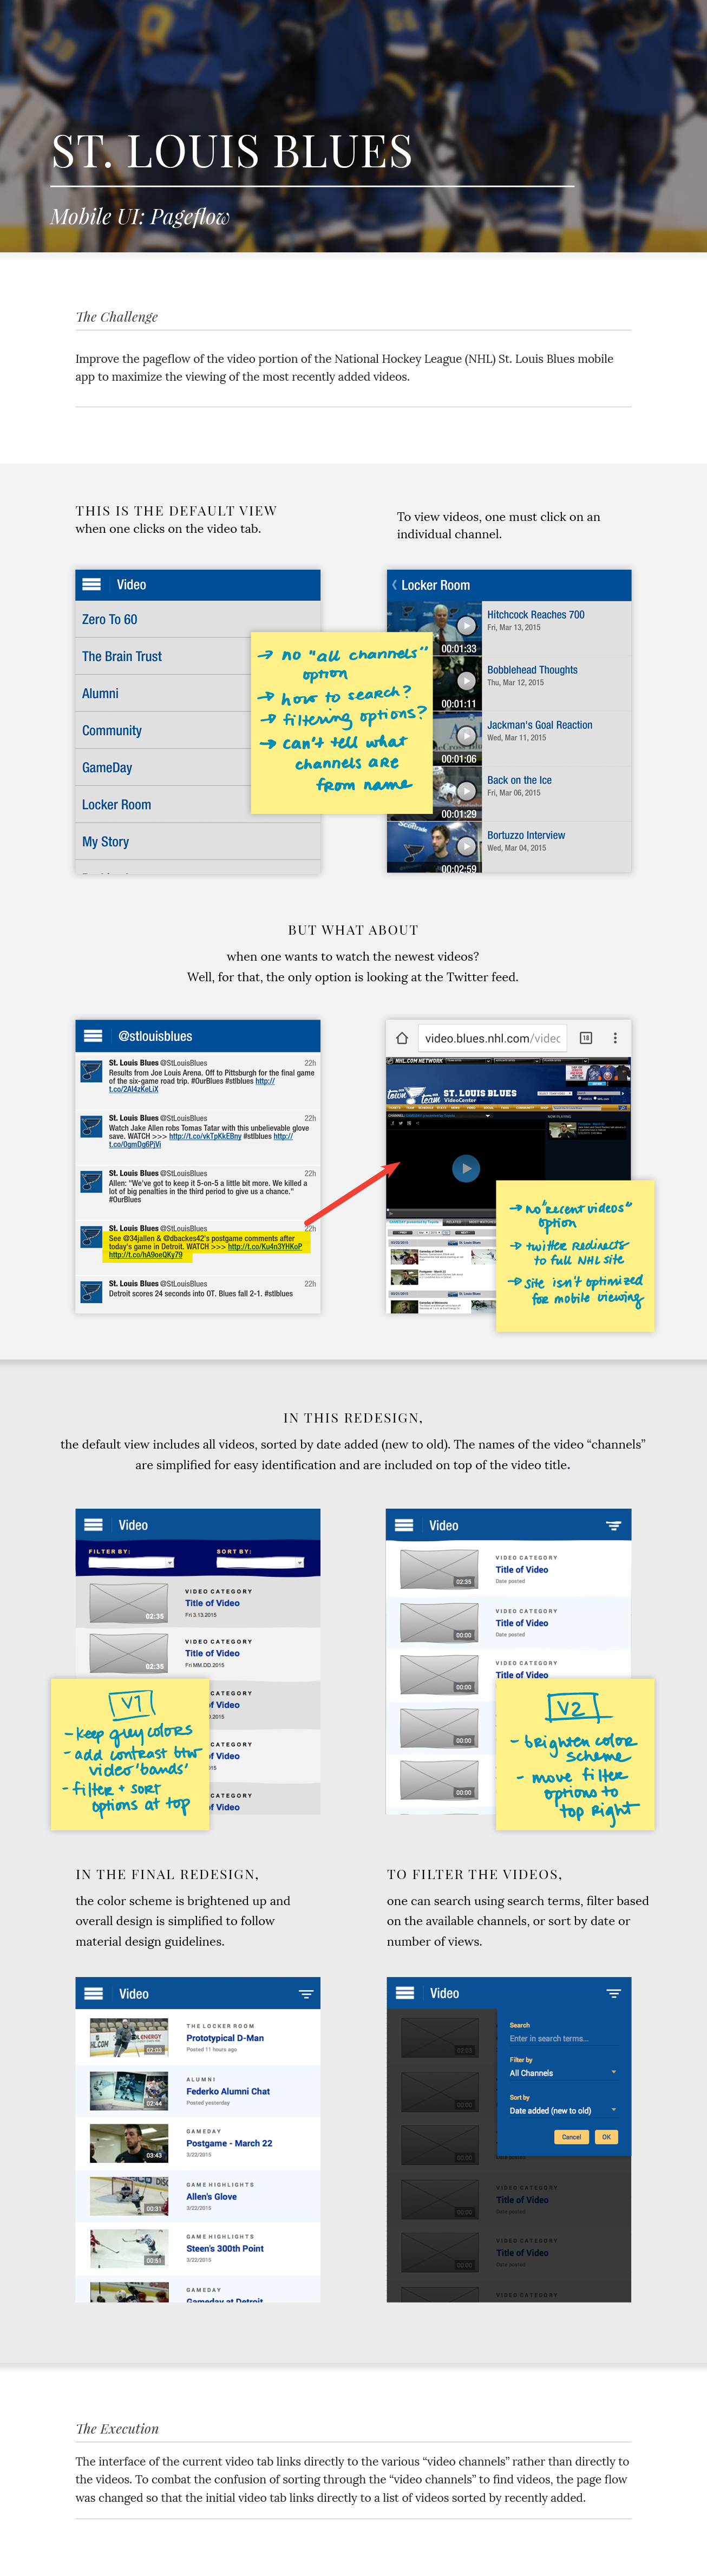 ST. LOUIS BLUES
Mobile UI: Pageflow
The Challenge
Improve the pageflow of the video portion of the National Hockey League (NHL) St. Louis Blues mobile
app to maximize the viewing of the most recently added videos.
THIS IS THE DEFAULT VIEW
when one clicks on the video tab.
To view videos, one must click on an
individual channel.
Video
Zero To 60
The Brain Trust
Alumni
Community
GameDay
Locker Room
My Story
→ no "all channels"
option
→ how to search?
→ filtering options?
→ can't tell what
channels are
from name
Locker Room
Hitchcock Reaches 700
Fri, Mar 13, 2015
00:01:33
Bobblehead Thoughts
Thu, Mar 12, 2015
00:01:11
Jackman's Goal Reaction
Wed, Mar 11, 2015
00:01:06
Back on the Ice
Fri, Mar 06, 2015
00:01:29
Bortuzzo Interview
Wed, Mar 04, 2015
00:02:59
BUT WHAT ABOUT
when one wants to watch the newest videos?
Well, for that, the only option is looking at the Twitter feed.
@stlouisblues
St. Louis Blues @StLouisBlues 22h
Results from Joe Louis Arena. Off to Pittsburgh for the final game
of the six-game road trip. #OurBlues #stlblues http://
t.co/2AI4zKeLiX
St. Louis Blues @StLouisBlues 22h
Watch Jake Allen robs Tomas Tatar with this unbelievable glove
save. WATCH >>> http://t.co/vkTpKkEBny #stlblues http://
t.co/0gmDg6PjVi
St. Louis Blues @StLouisBlues 22h
Allen: "We've got to keep it 5-on-5 a little bit more. We killed a
lot of big penalties in the third period to give us a chance."
#OurBlues
St. Louis Blues @StLouisBlues 22h
See @34jallen & @dbackes42's postgame comments after
today's game in Detroit. WATCH >>> http://t.co/Ku4n3YHKoP
http://t.co/hA9oeQKy79
St. Louis Blues @StLouisBlues 22h
Detroit scores 24 seconds into OT. Blues fall 2-1. #stlblues
video.blues.nhl.com/videc
18
NHL.COM NETWORK
ST. LOUIS BLUES
VideoCenter
→ no "recent videos"
option
→ twitter redirects
to full NHL site
→ site isn't optimized
for mobile viewing
IN THIS REDESIGN,
the default view includes all videos, sorted by date added (new to old). The names of the video “channels”
are simplified for easy identification and are included on top of the video title.
Video
FILTER BY: SORT BY:
VIDEO CATEGORY
Title of Video
Fri 3.13.2015
02:35
VIDEO CATEGORY
Title of Video
Fri MM.DD.2015
02:35
CATEGORY
of Video
3.2015
CATEGORY
of Video
15
CATEGORY
of Video
V1
- keep grey colors
- add contrast btw
video 'bands'
- filter + sort
options at top
Video
VIDEO CATEGORY
Title of Video
Date posted
02:35
VIDEO CATEGORY
Title of Video
Date posted
00:00
VIDEO CATEGORY
Title of Video
00:00
00:00
00:00
V2
- brighten color
scheme
- move filter
options to
top right
IN THE FINAL REDESIGN,
the color scheme is brightened up and
overall design is simplified to follow
material design guidelines.
TO FILTER THE VIDEOS,
one can search using search terms, filter based
on the available channels, or sort by date or
number of views.
Video
THE LOCKER ROOM
Prototypical D-Man
Posted 11 hours ago
02:03
ALUMNI
Federko Alumni Chat
Posted yesterday
02:44
GAMEDAY
Postgame - March 22
3/22/2015
03:43
GAME HIGHLIGHTS
Allen's Glove
3/22/2015
00:31
GAME HIGHLIGHTS
Steen's 300th Point
3/22/2015
00:51
GAMEDAY
Gameday at Detroit
Video
Search
Enter in search terms...
Filter by
All Channels
Sort by
Date added (new to old)
Cancel OK
Title of Video
Date posted
VIDEO CATEGORY
Title of Video
Date posted
VIDEO CATEGORY
Title of Video
Date posted
VIDEO CATEGORY
The Execution
The interface of the current video tab links directly to the various “video channels” rather than directly to
the videos. To combat the confusion of sorting through the “video channels” to find videos, the page flow
was changed so that the initial video tab links directly to a list of videos sorted by recently added.